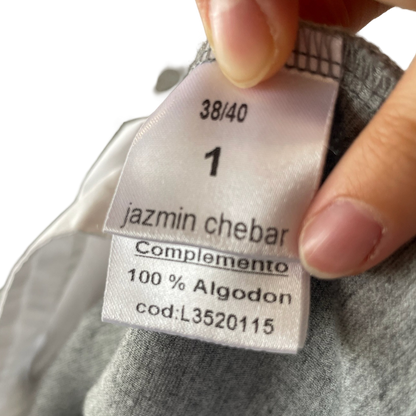 38/40
1
jazmin chebar
Complemento
100 % Algodon
cod:L3520115